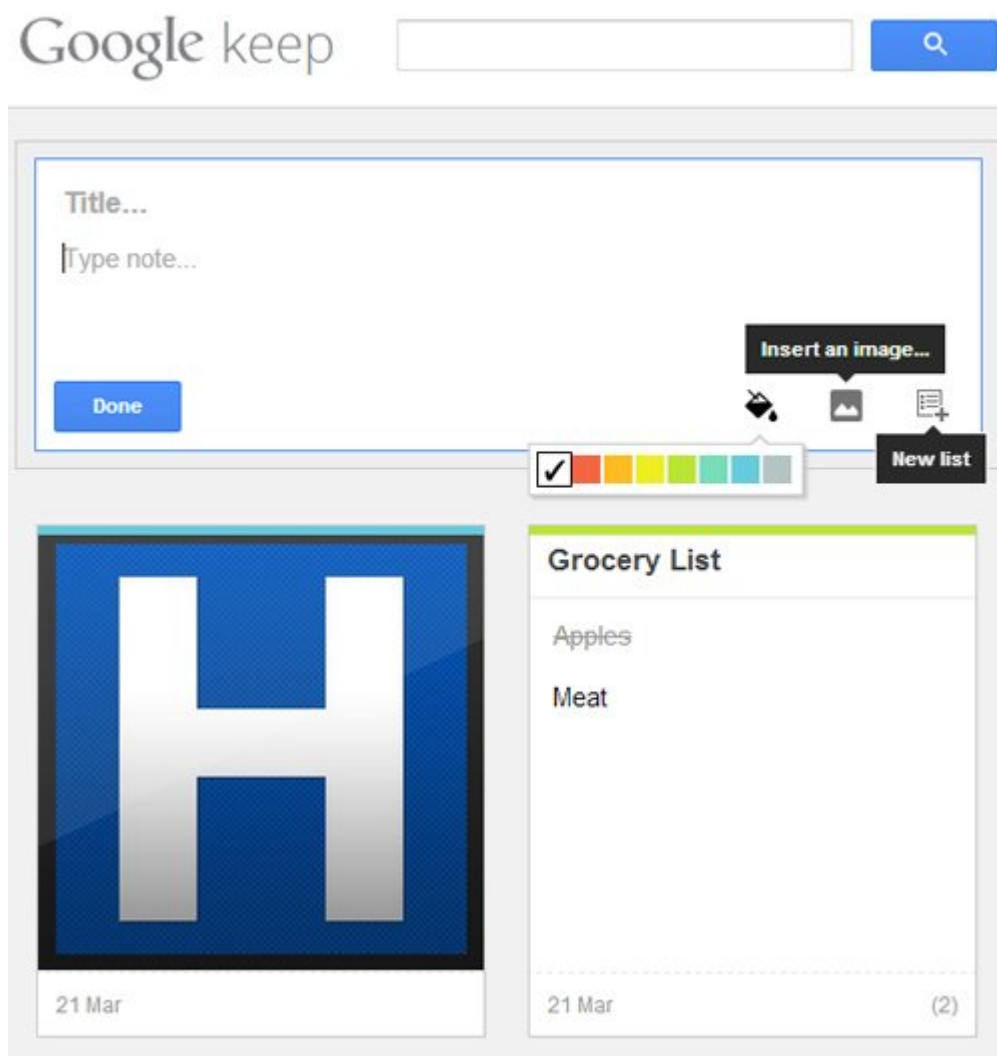 Google keep
Title...
Type note...
Insert an image...
Done
New list
H
Grocery List
Apples
Meat
21 Mar
21 Mar (2)